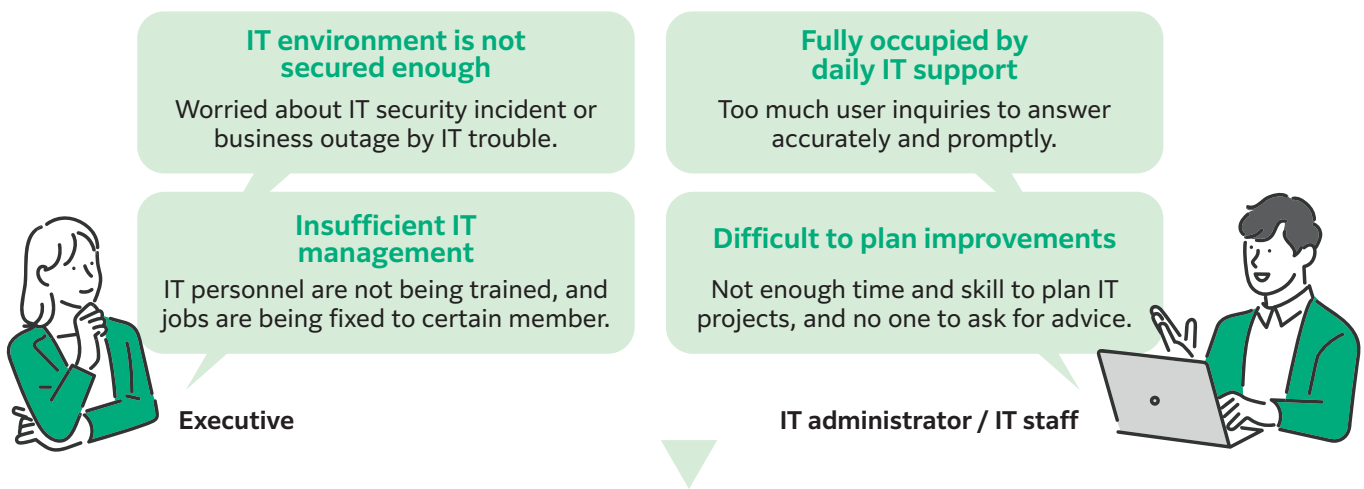 IT environment is not
secured enough
Worried about IT security incident or
business outage by IT trouble.
Insufficient IT
management
IT personnel are not being trained, and
jobs are being fixed to certain member.
Executive
Fully occupied by
daily IT support
Too much user inquiries to answer
accurately and promptly.
Difficult to plan improvements
Not enough time and skill to plan IT
projects, and no one to ask for advice.
IT administrator / IT staff